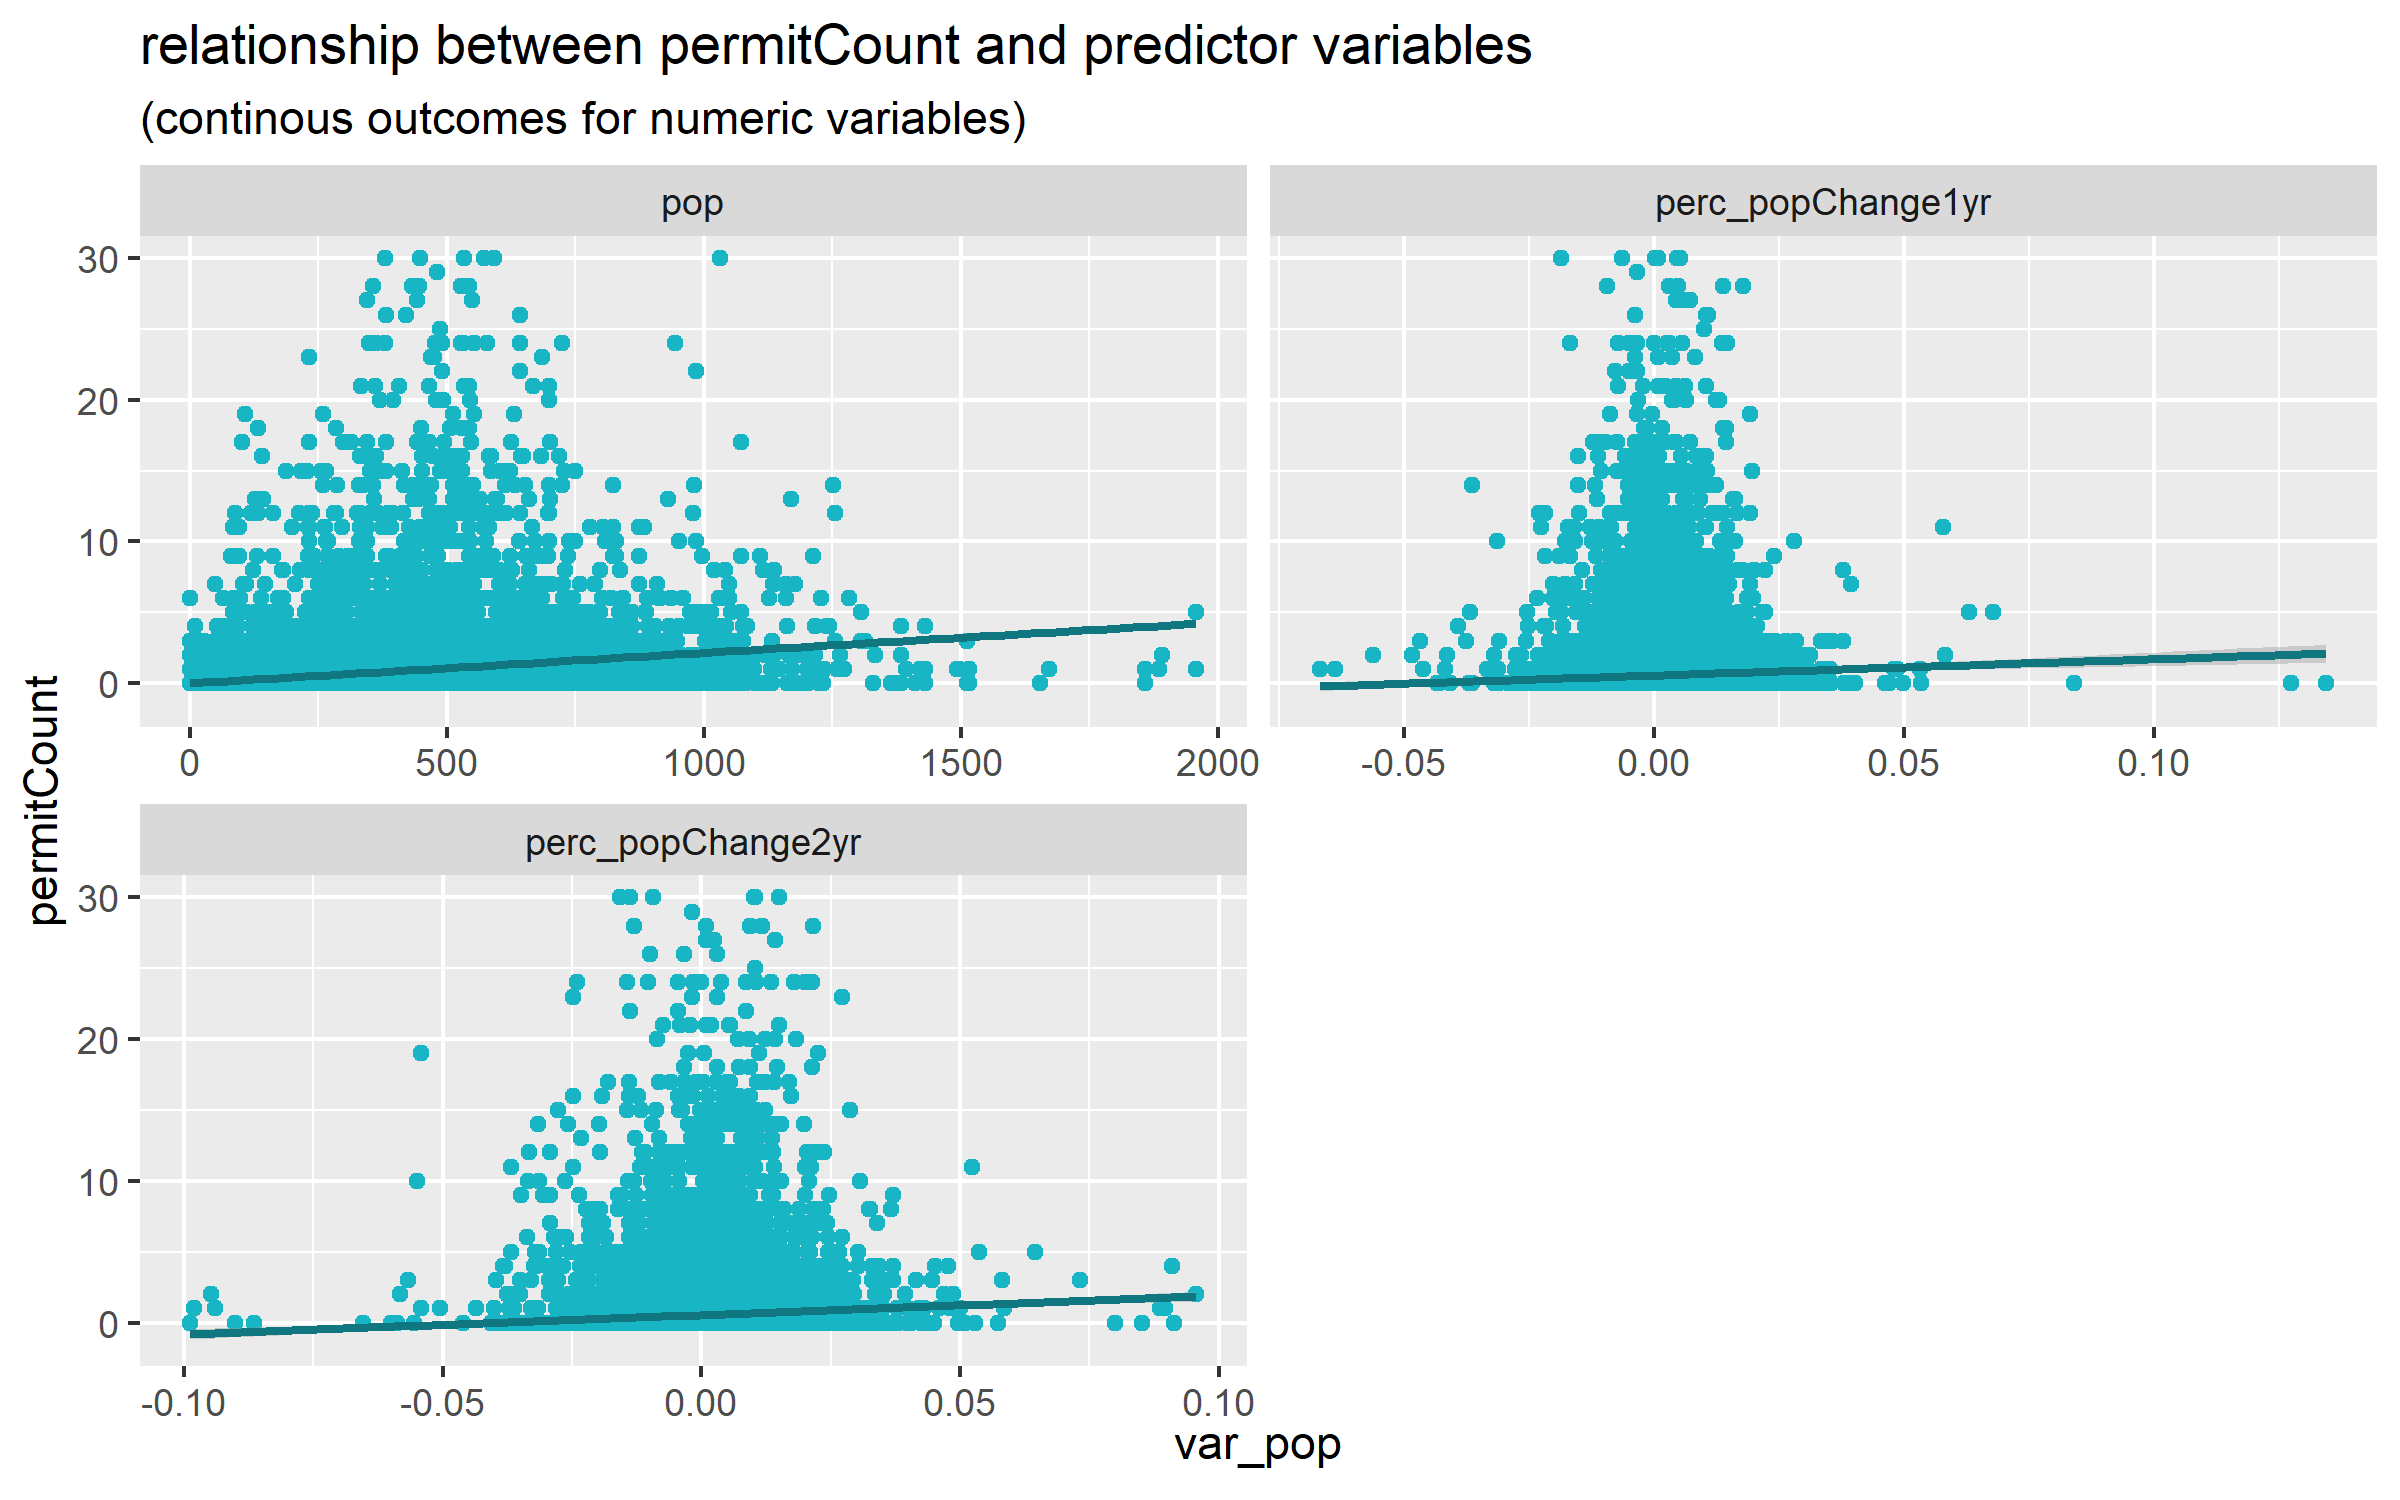 relationship between permitCount and predictor variables
(continous outcomes for numeric variables)
pop
perc_popChange1yr
30
20
10
0
0 500 1000 1500 2000
-0.05 0.00 0.05 0.10
permitCount
perc_popChange2yr
30
20
10
0
-0.10 -0.05 0.00 0.05 0.10
var_pop